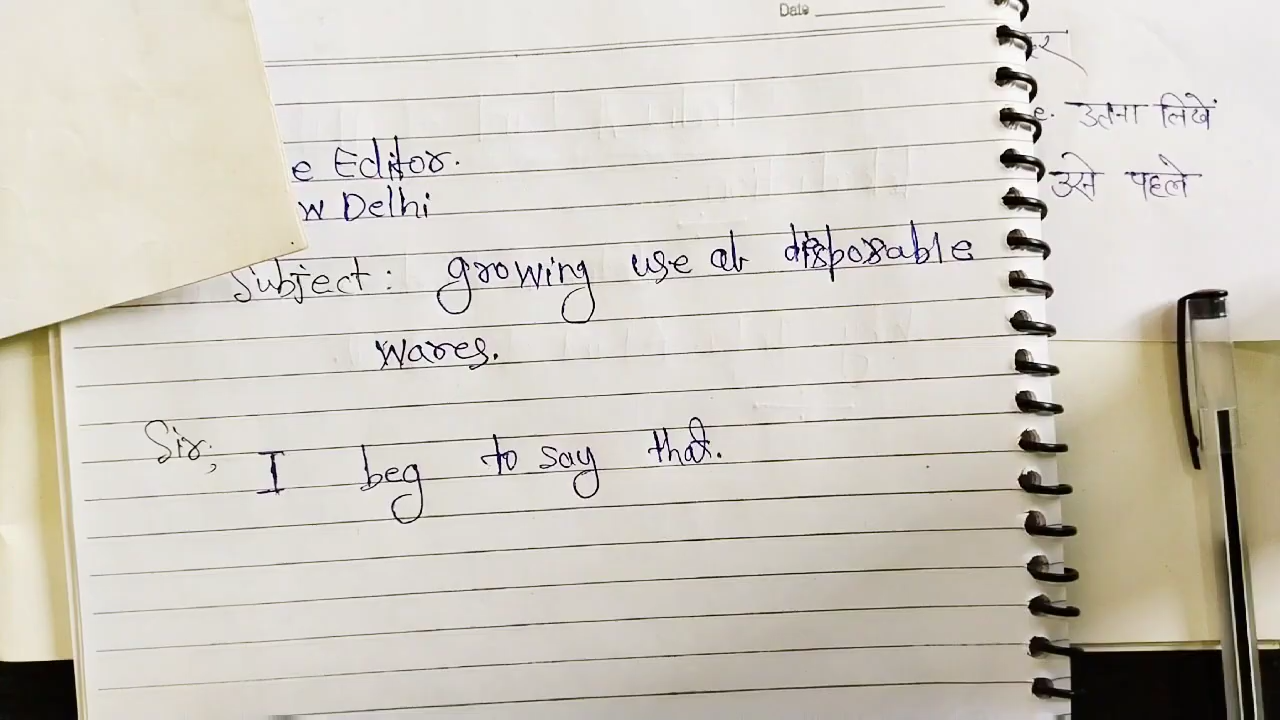 Date
e Editor.
w Delhi
Subject: growing use of disposable
wares.
Sir,
I beg to say that.
e. उतना लिखें
उसे पहले